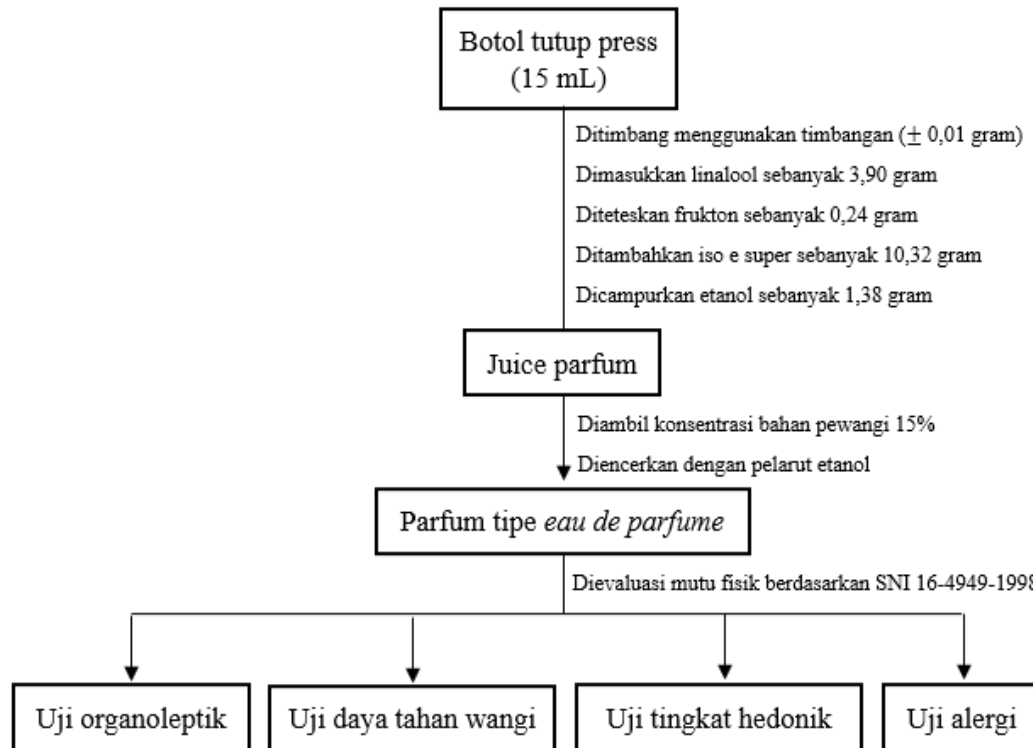 Botol tutup press
(15 mL)
Ditimbang menggunakan timbangan (± 0,01 gram)
Dimasukkan linalool sebanyak 3,90 gram
Diteteskan frukton sebanyak 0,24 gram
Ditambahkan iso e super sebanyak 10,32 gram
Dicampurkan etanol sebanyak 1,38 gram
Juice parfum
Diambil konsentrasi bahan pewangi 15%
Diencerkan dengan pelarut etanol
Parfum tipe eau de parfume
Dievaluasi mutu fisik berdasarkan SNI 16-4949-1998
Uji organoleptik
Uji daya tahan wangi
Uji tingkat hedonik
Uji alergi